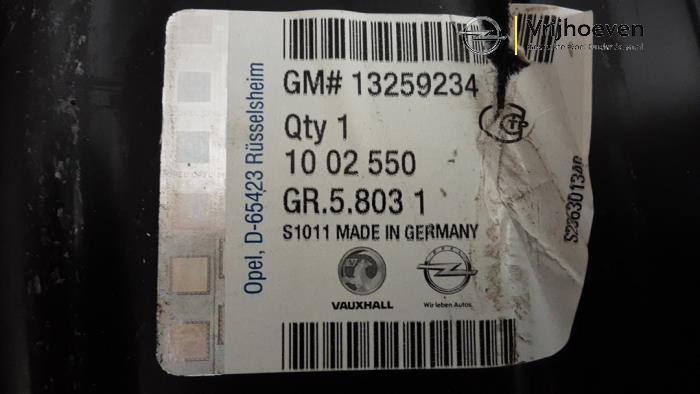 Vrijhoeven
GM# 13259234
Qty 1
10 02 550
GR.5.803 1
S1011 MADE IN GERMANY
VAUXHALL
Wir leben Autos.
Opel, D-65423 Rüsselsheim